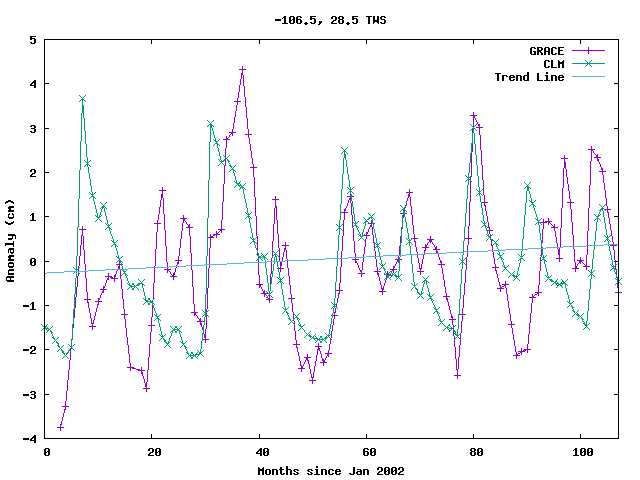 -106.5, 28.5 TWS
GRACE
CLM
Trend Line
Anomaly (cm)
5
4
3
2
1
0
-1
-2
-3
-4
0 20 40 60 80 100
Months since Jan 2002